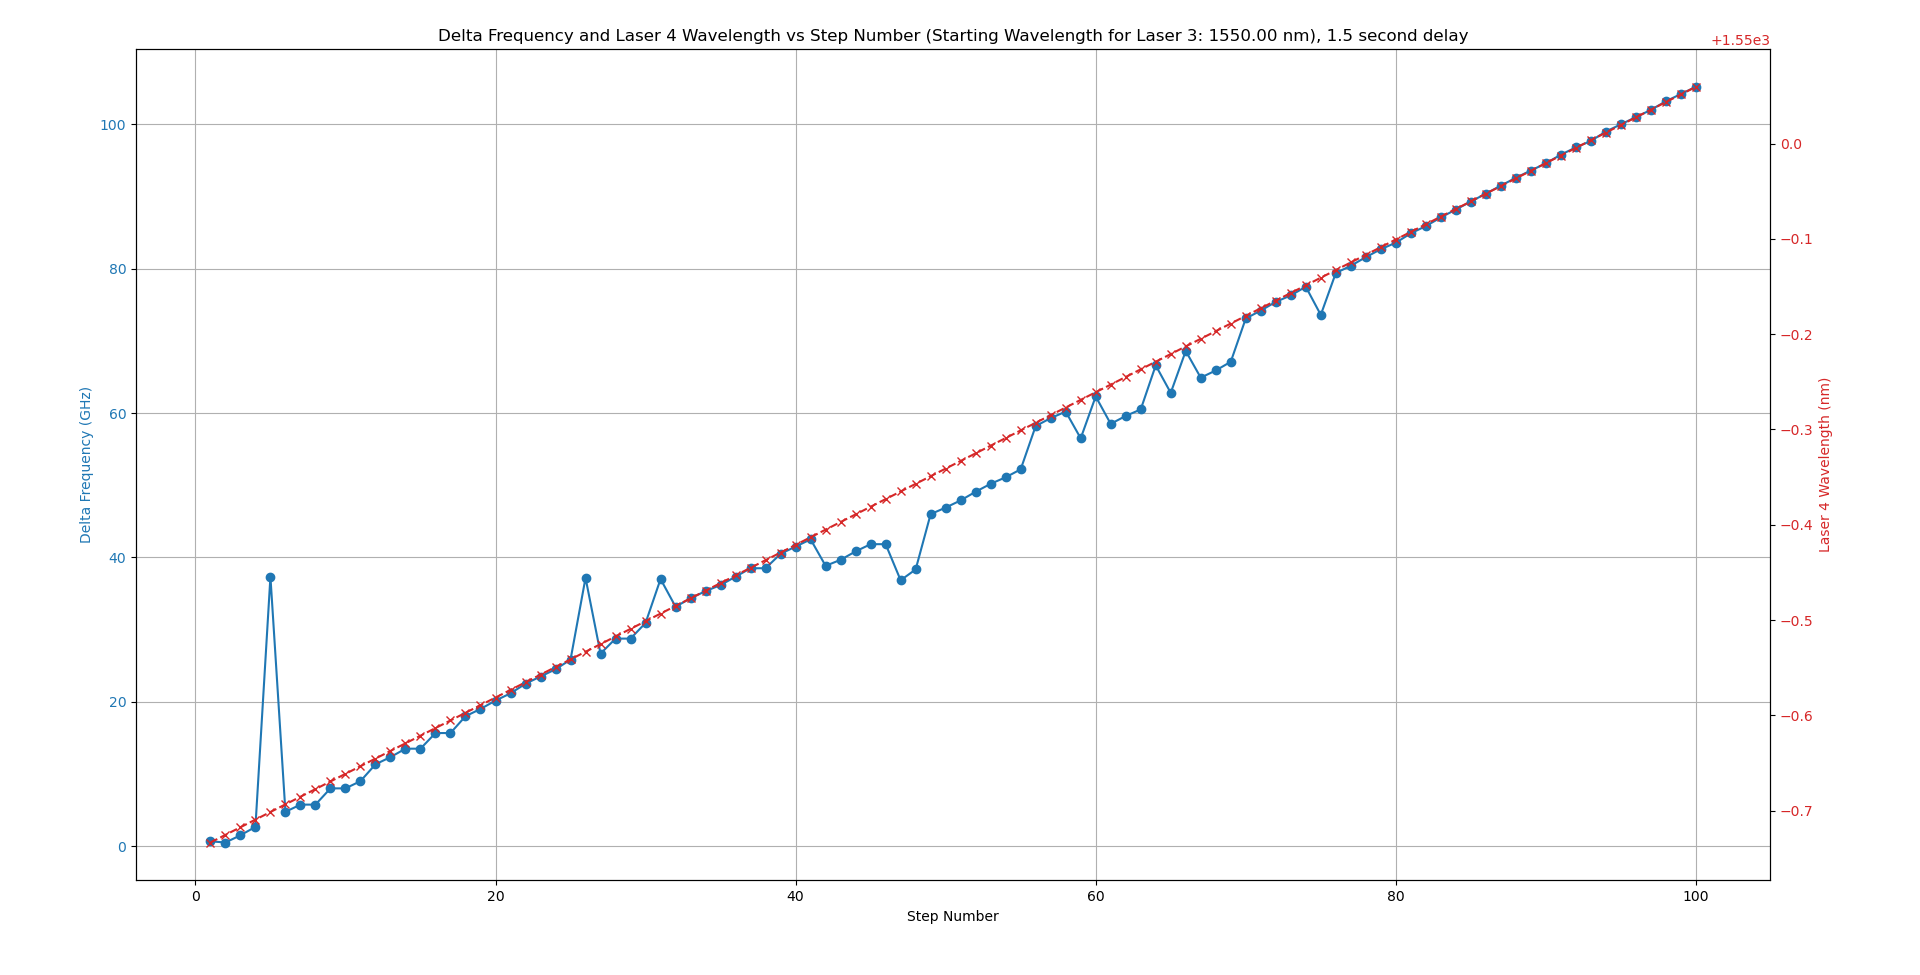 Delta Frequency and Laser 4 Wavelength vs Step Number (Starting Wavelength for Laser 3: 1550.00 nm), 1.5 second delay
+1.55e3
Delta Frequency (GHz)
100
80
60
40
20
0
0.0
−0.1
−0.2
−0.3
−0.4
−0.5
−0.6
−0.7
Laser 4 Wavelength (nm)
0 20 40 60 80 100
Step Number